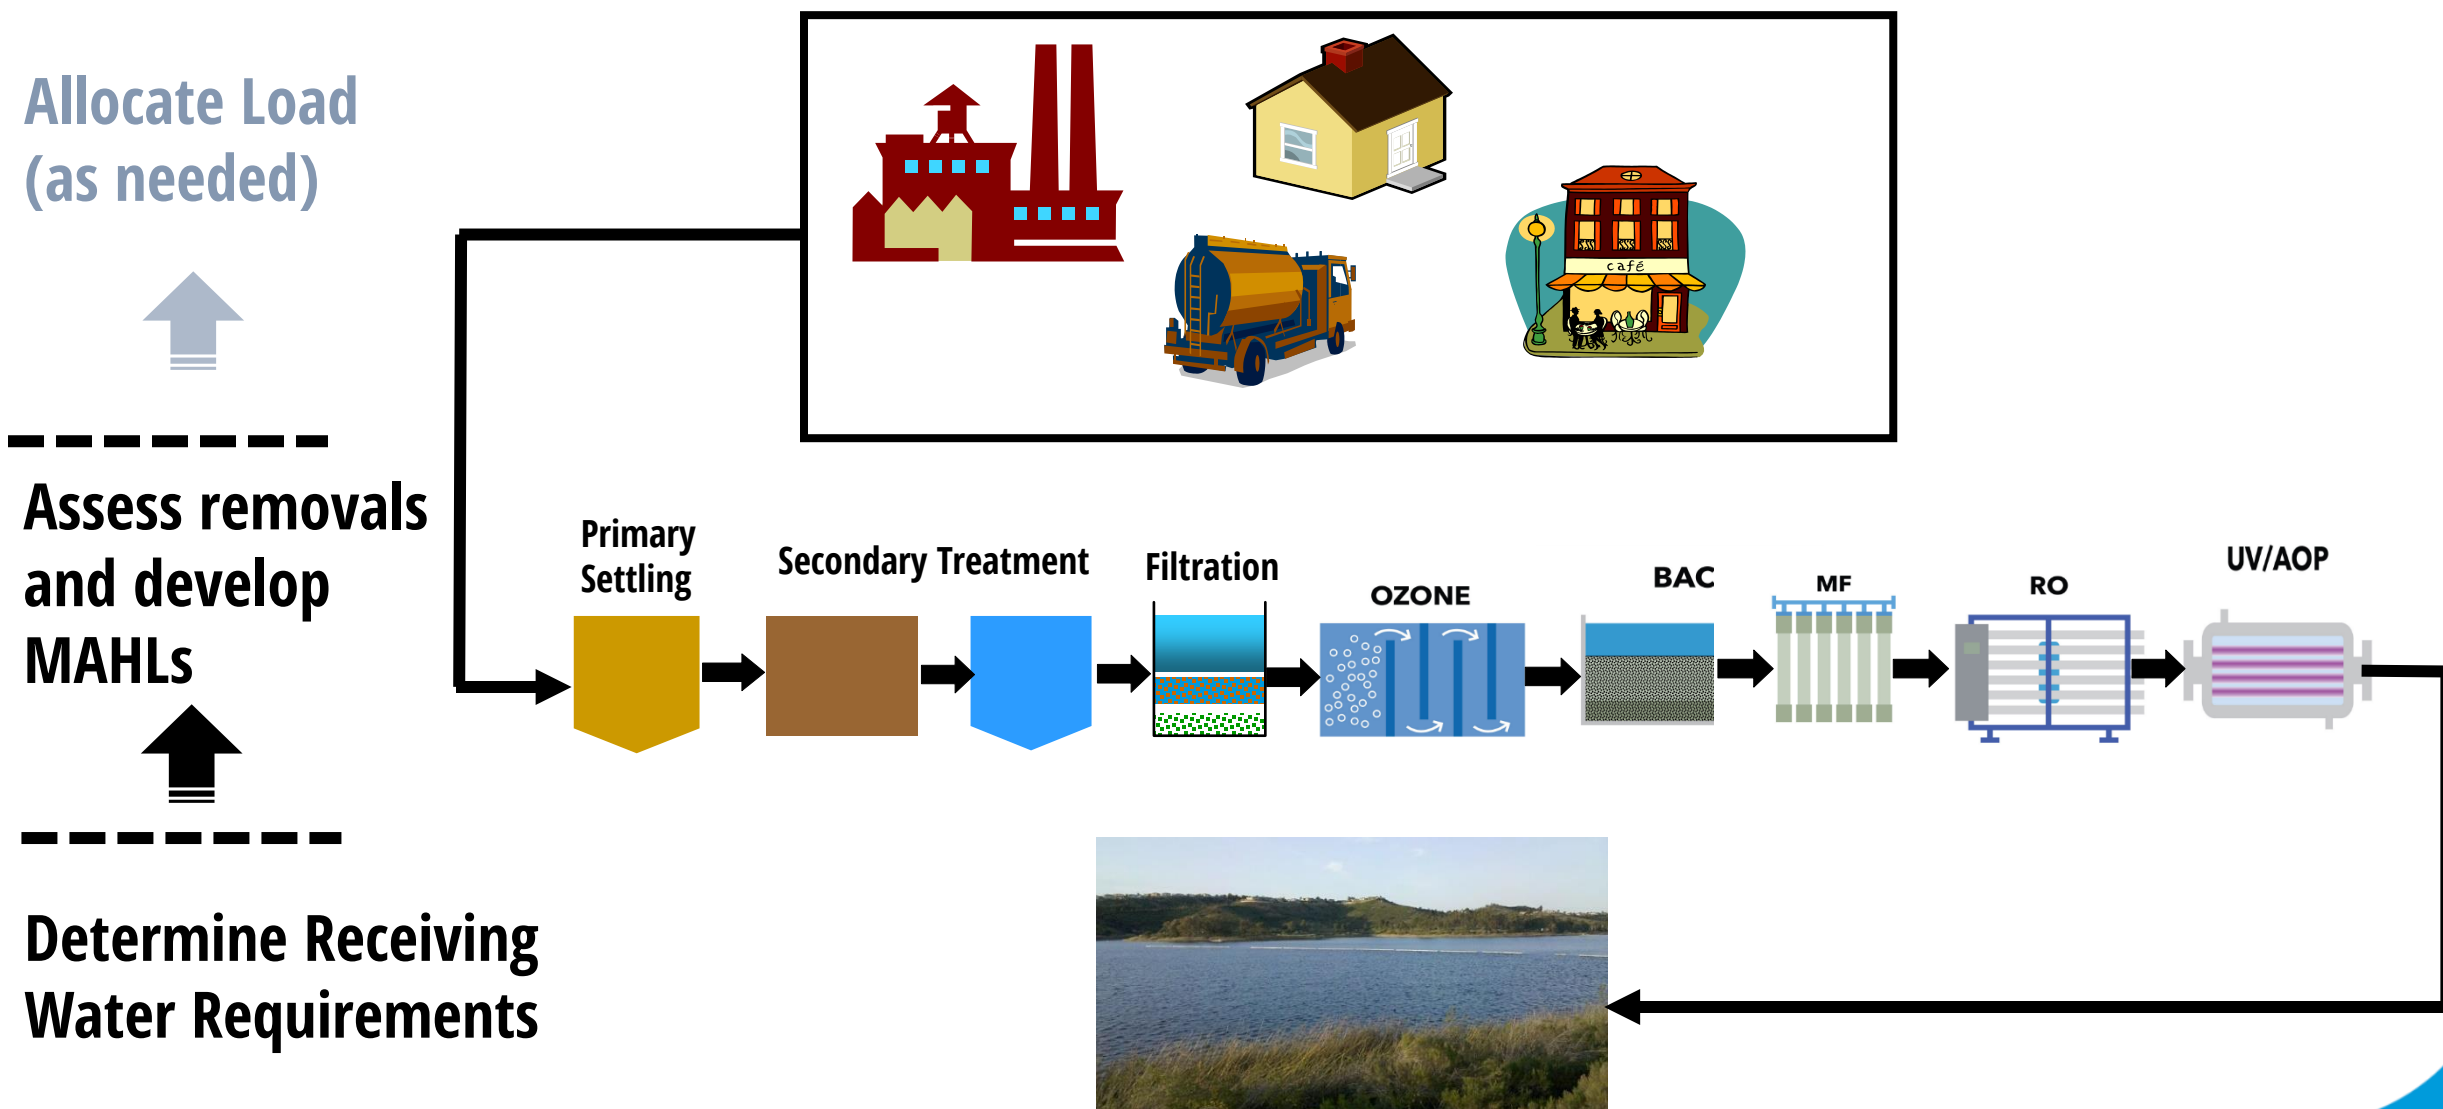 Allocate Load
(as needed)
café
Assess removals
and develop
MAHLs
Primary
Settling
Secondary Treatment
Filtration
OZONE
BAC
MF
RO
UV/AOP
Determine Receiving
Water Requirements